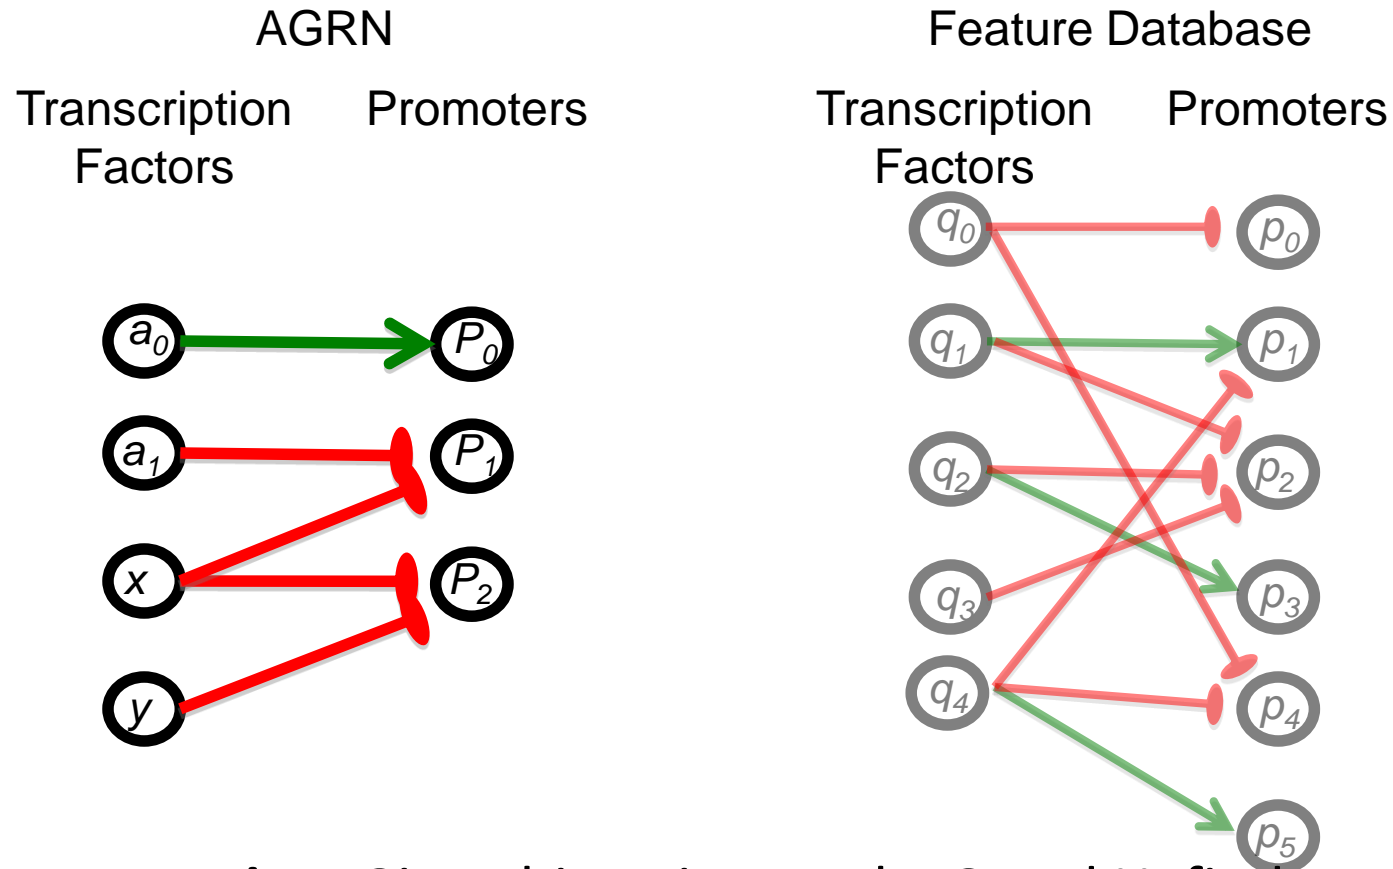 AGRN
Feature Database
Transcription Factors
Promoters
Transcription Factors
Promoters
a0
P0
a1
P1
x
P2
y
q0
p0
q1
p1
q2
p2
q3
p3
q4
p4
p5